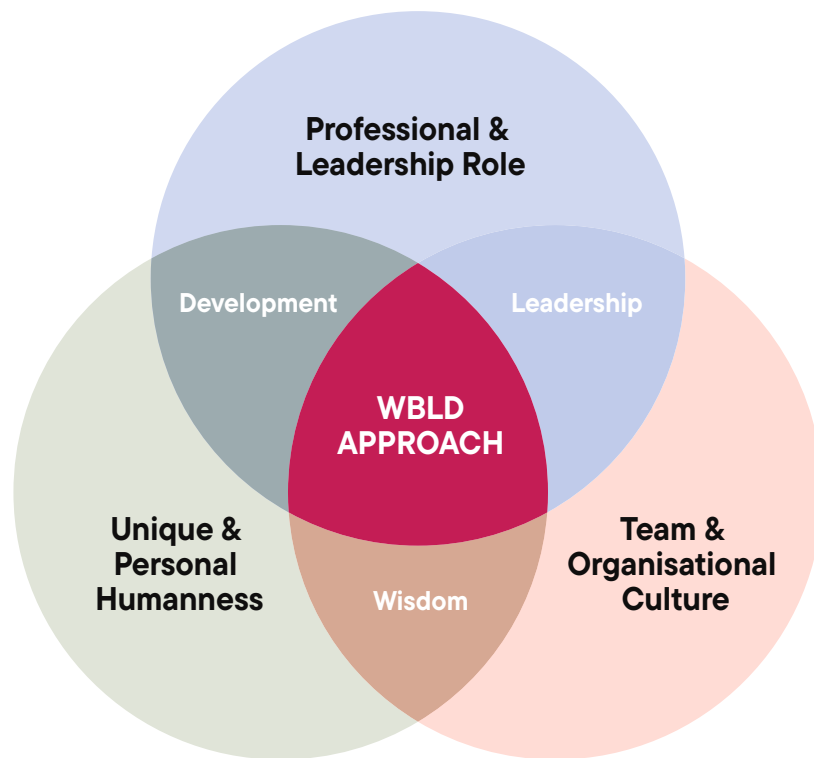 Professional &
Leadership Role
Development
Leadership
WBLD
APPROACH
Unique &
Personal
Humanness
Team &
Organisational
Culture
Wisdom